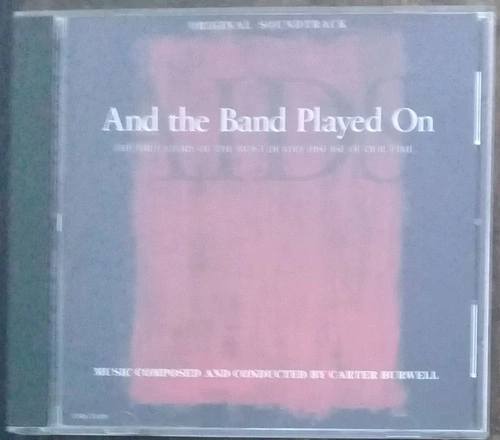 ORIGINAL SOUNDTRACK
AIDS
And the Band Played On
MUSIC COMPOSED AND CONDUCTED BY CARTER BURWELL